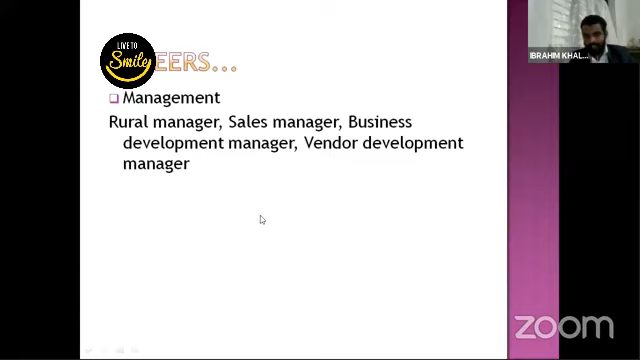 LIVE TO
Smile
EERS...
Management
Rural manager, Sales manager, Business
development manager, Vendor development
manager
IBRAHIM KHAL...
zoom